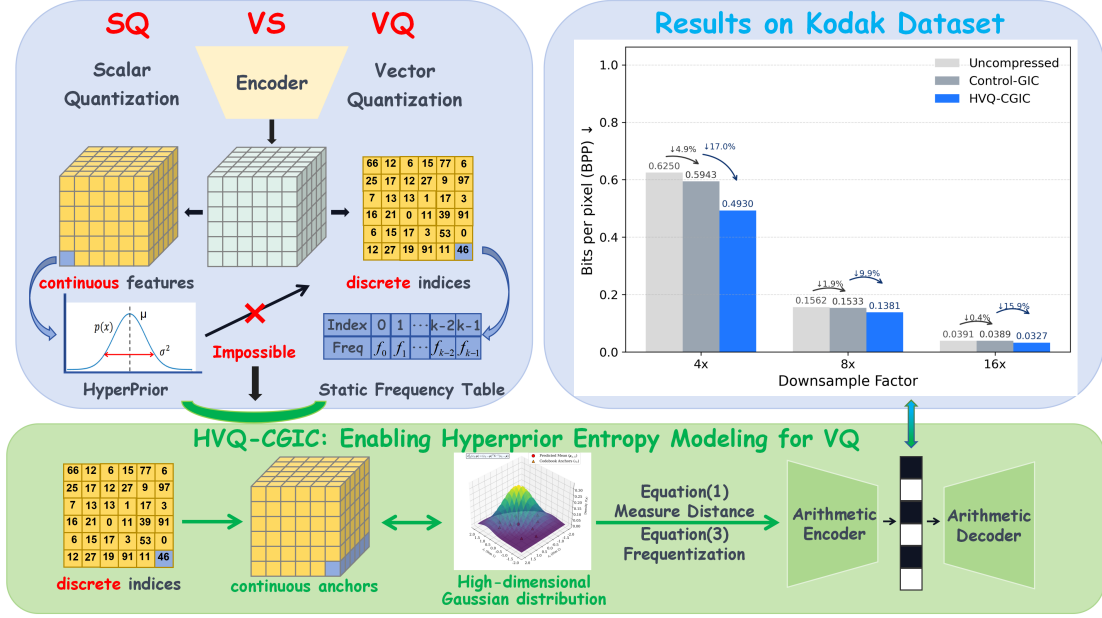 SQ
VS
VQ
Scalar
Quantization
Encoder
Vector
Quantization
66 12 6 15 77 6
25 17 12 27 9 97
7 13 13 1 17 3
16 21 0 11 39 91
6 15 17 3 53 0
12 27 19 91 11 46
continuous features
discrete indices
p(x)
μ
σ²
Impossible
Index 0 1 ··· k-2 k-1
Freq f₀ f₁ ··· fₖ₋₂ fₖ₋₁
HyperPrior
Static Frequency Table
Results on Kodak Dataset
Uncompressed
Control-GIC
HVQ-CGIC
Bits per pixel (BPP) ↓
1.0
0.8
0.6
0.4
0.2
0.0
↓4.9%
↓17.0%
0.6250
0.5943
0.4930
↓1.9%
↓9.9%
0.1562
0.1533
0.1381
↓0.4%
↓15.9%
0.0391
0.0389
0.0327
4x
8x
16x
Downsample Factor
HVQ-CGIC: Enabling Hyperprior Entropy Modeling for VQ
66 12 6 15 77 6
25 17 12 27 9 97
7 13 13 1 17 3
16 21 0 11 39 91
6 15 17 3 53 0
12 27 19 91 11 46
discrete indices
continuous anchors
High-dimensional
Gaussian distribution
Equation(1)
Measure Distance
Equation(3)
Frequentization
Arithmetic
Encoder
Arithmetic
Decoder